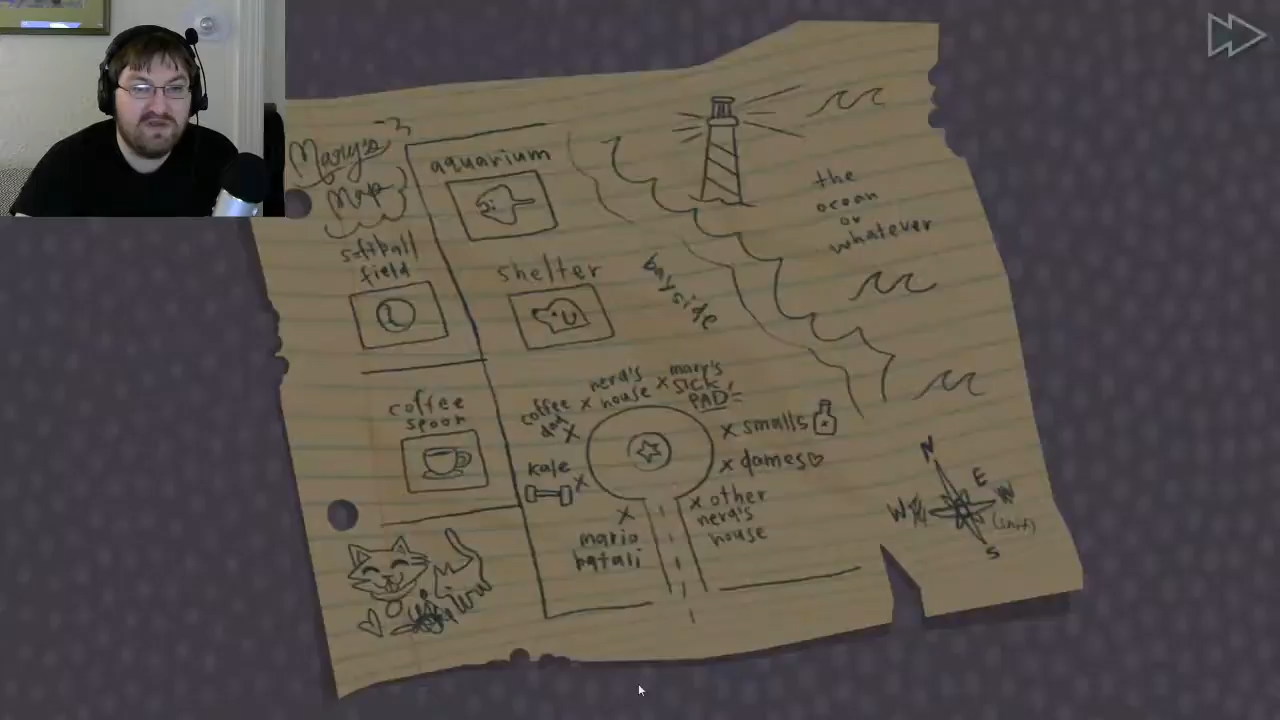 Mary's
Map
aquarium
softball
field
shelter
bayside
the
ocean
or
whatever
coffee
spoon
coffee
dad
nerd's
house
mary's
SICK
PAD!
smalls
dames
kale
other
nerd's
house
mario
batali
N
E
W
S